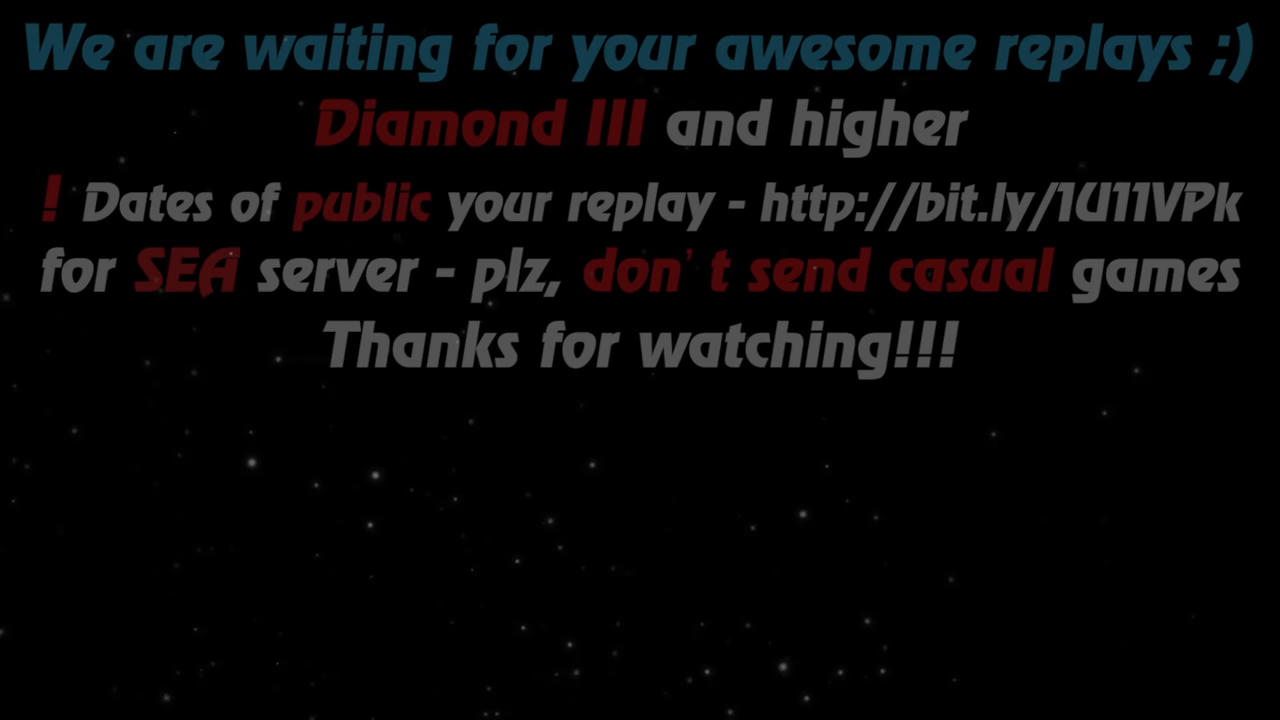 We are waiting for your awesome replays ;)
Diamond III and higher
! Dates of public your replay - http://bit.ly/1U11VPk
for SEA server - plz, don't send casual games
Thanks for watching!!!